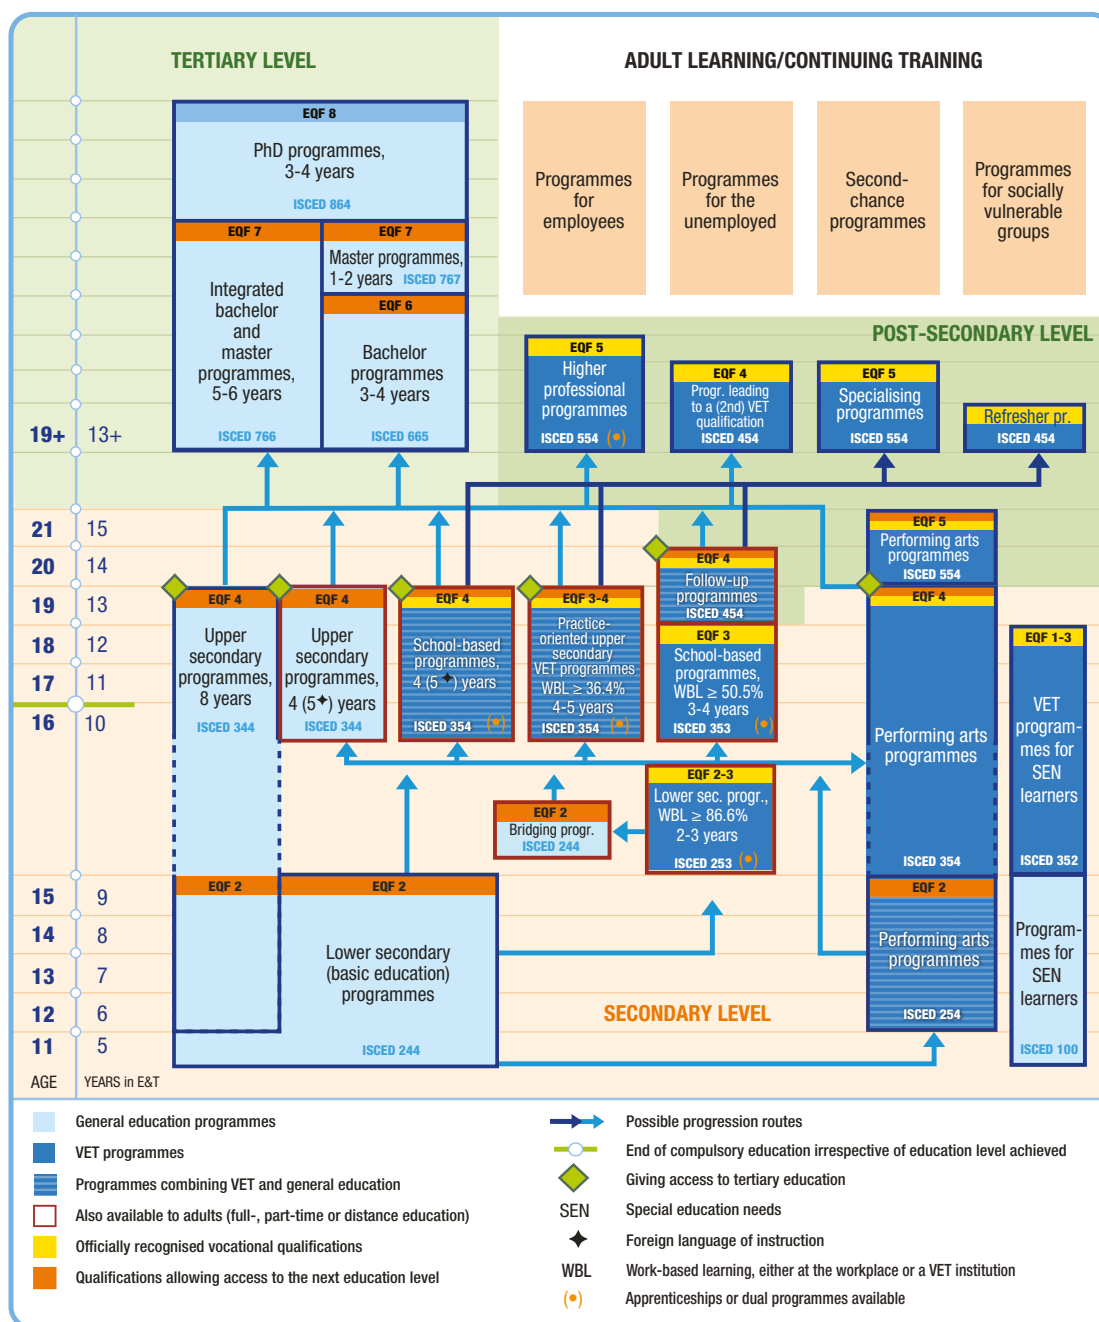 TERTIARY LEVEL
ADULT LEARNING/CONTINUING TRAINING
EQF 8
PhD programmes,
3-4 years
ISCED 864
Programmes
for
employees
Programmes
for the
unemployed
Second-
chance
programmes
Programmes
for socially
vulnerable
groups
EQF 7
Integrated
bachelor
and
master
programmes,
5-6 years
ISCED 766
EQF 7
Master programmes,
1-2 years ISCED 767
EQF 6
Bachelor
programmes
3-4 years
ISCED 665
POST-SECONDARY LEVEL
EQF 5
Higher
professional
programmes
ISCED 554 (•)
EQF 4
Progr. leading
to a (2nd) VET
qualification
ISCED 454
EQF 5
Specialising
programmes
ISCED 554
Refresher pr.
ISCED 454
19+ 13+
21 15
20 14
19 13
18 12
17 11
16 10
15 9
14 8
13 7
12 6
11 5
AGE YEARS in E&T
EQF 4
Upper
secondary
programmes,
8 years
ISCED 344
EQF 4
Upper
secondary
programmes,
4 (5✦) years
ISCED 344
EQF 4
School-based
programmes,
4 (5✦) years
ISCED 354 (•)
EQF 3-4
Practice-
oriented upper
secondary
VET programmes
WBL ≥ 36.4%
4-5 years
ISCED 354 (•)
EQF 4
Follow-up
programmes
ISCED 454
EQF 3
School-based
programmes,
WBL ≥ 50.5%
3-4 years
ISCED 353 (•)
EQF 5
Performing arts
programmes
ISCED 554
EQF 4
Performing arts
programmes
ISCED 354
EQF 1-3
VET
program-
mes for
SEN
learners
ISCED 352
EQF 2
Bridging progr.
ISCED 244
EQF 2-3
Lower sec. progr.,
WBL ≥ 86.6%
2-3 years
ISCED 253 (•)
EQF 2
EQF 2
Lower secondary
(basic education)
programmes
ISCED 244
SECONDARY LEVEL
EQF 2
Performing arts
programmes
ISCED 254
Program-
mes for
SEN
learners
ISCED 100
General education programmes
VET programmes
Programmes combining VET and general education
Also available to adults (full-, part-time or distance education)
Officially recognised vocational qualifications
Qualifications allowing access to the next education level
Possible progression routes
End of compulsory education irrespective of education level achieved
Giving access to tertiary education
SEN Special education needs
✦ Foreign language of instruction
WBL Work-based learning, either at the workplace or a VET institution
(•) Apprenticeships or dual programmes available